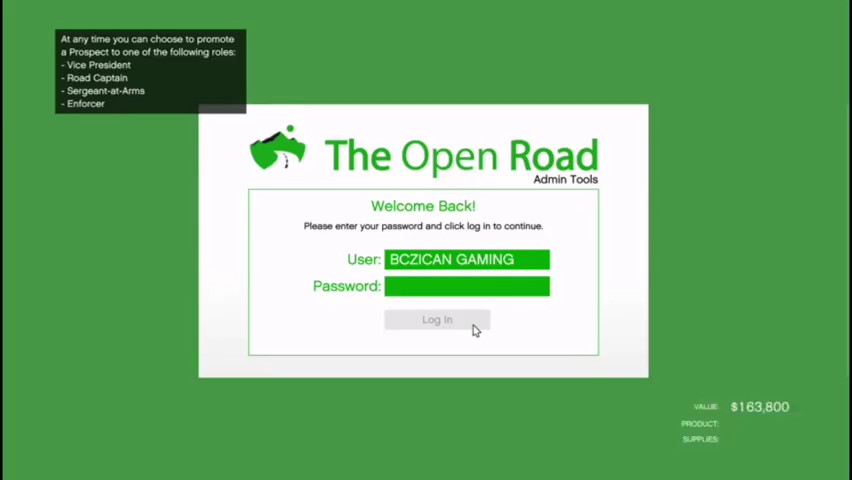 At any time you can choose to promote
a Prospect to one of the following roles:
- Vice President
- Road Captain
- Sergeant-at-Arms
- Enforcer
The Open Road
Admin Tools
Welcome Back!
Please enter your password and click log in to continue.
User: BCZICAN GAMING
Password:
Log In
VALUE: $163,800
PRODUCT:
SUPPLIES: